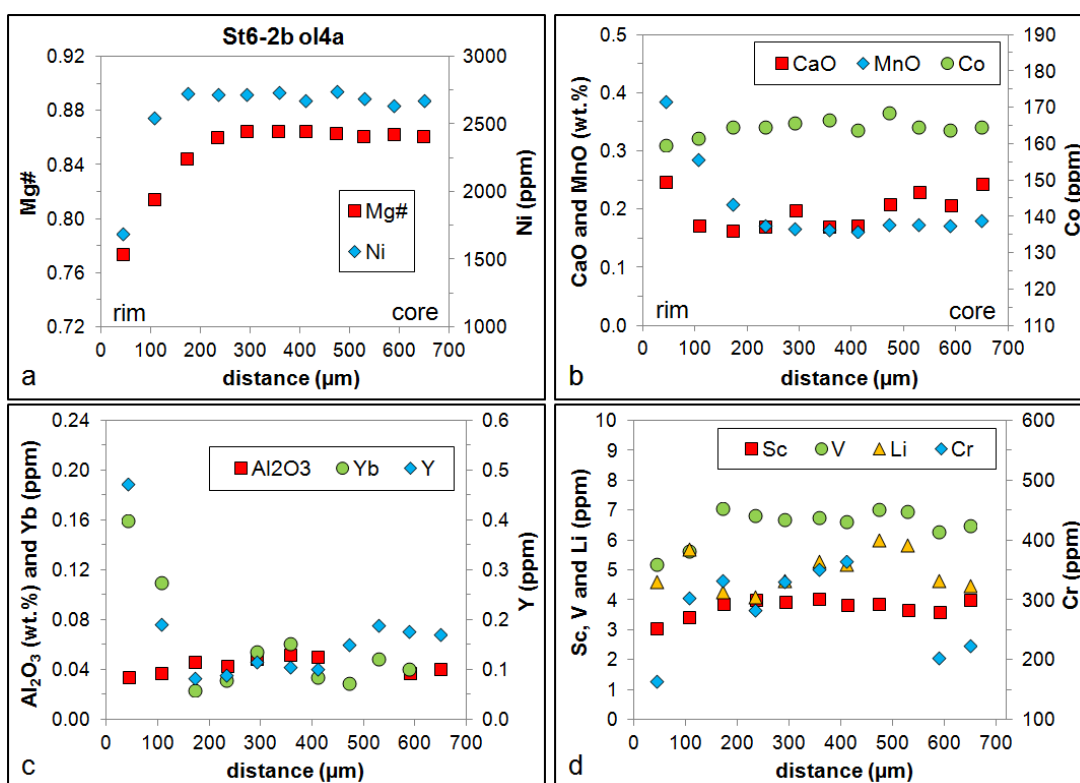 St6-2b ol4a
0.92
0.88
0.84
0.80
0.76
0.72
Mg#
3000
2500
2000
1500
1000
Ni (ppm)
Mg#
Ni
rim
core
0 100 200 300 400 500 600 700
distance (µm)
a
0.5
0.4
0.3
0.2
0.1
0.0
CaO and MnO (wt.%)
CaO MnO Co
190
180
170
160
150
140
130
120
110
Co (ppm)
rim
core
0 100 200 300 400 500 600 700
distance (µm)
b
0.24
0.20
0.16
0.12
0.08
0.04
0.00
Al₂O₃ (wt.%) and Yb (ppm)
Al2O3 Yb Y
0.6
0.5
0.4
0.3
0.2
0.1
0.0
Y (ppm)
0 100 200 300 400 500 600 700
distance (µm)
c
10
9
8
7
6
5
4
3
2
1
0
Sc, V and Li (ppm)
Sc V Li Cr
600
500
400
300
200
100
Cr (ppm)
0 100 200 300 400 500 600 700
distance (µm)
d